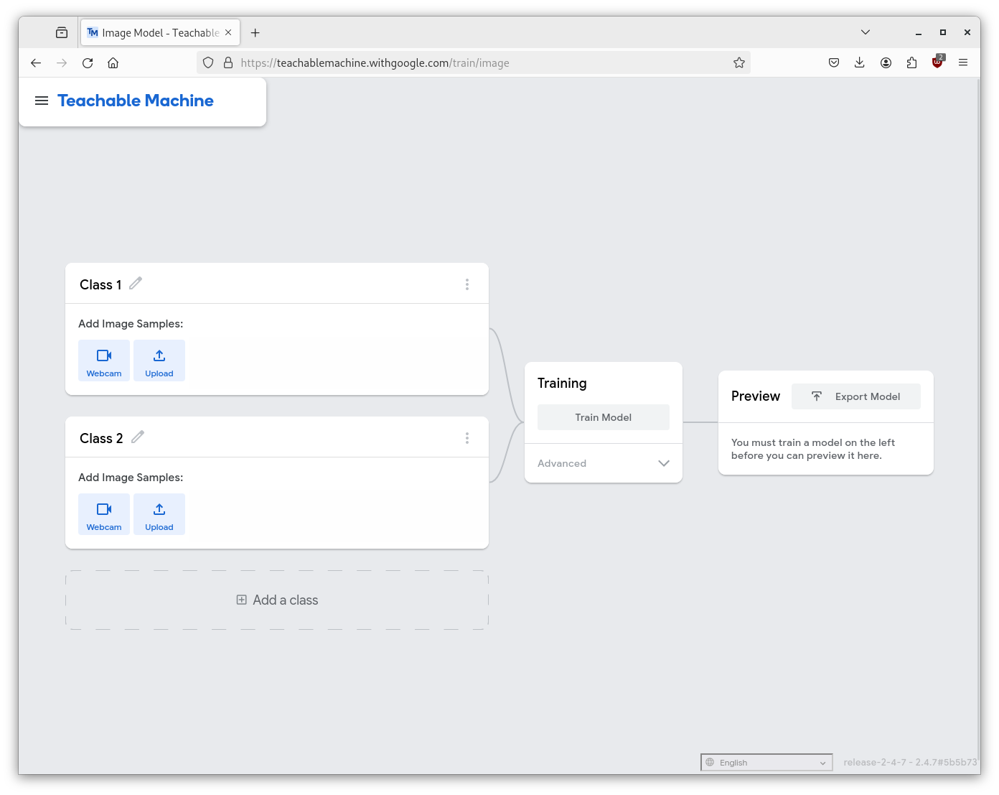 Image Model - Teachable
https://teachablemachine.withgoogle.com/train/image
2
Teachable Machine
Class 1
Add Image Samples:
Webcam
Upload
Class 2
Add Image Samples:
Webcam
Upload
Add a class
Training
Train Model
Advanced
Preview
Export Model
You must train a model on the left
before you can preview it here.
English
release-2-4-7 - 2.4.7#5b5b73